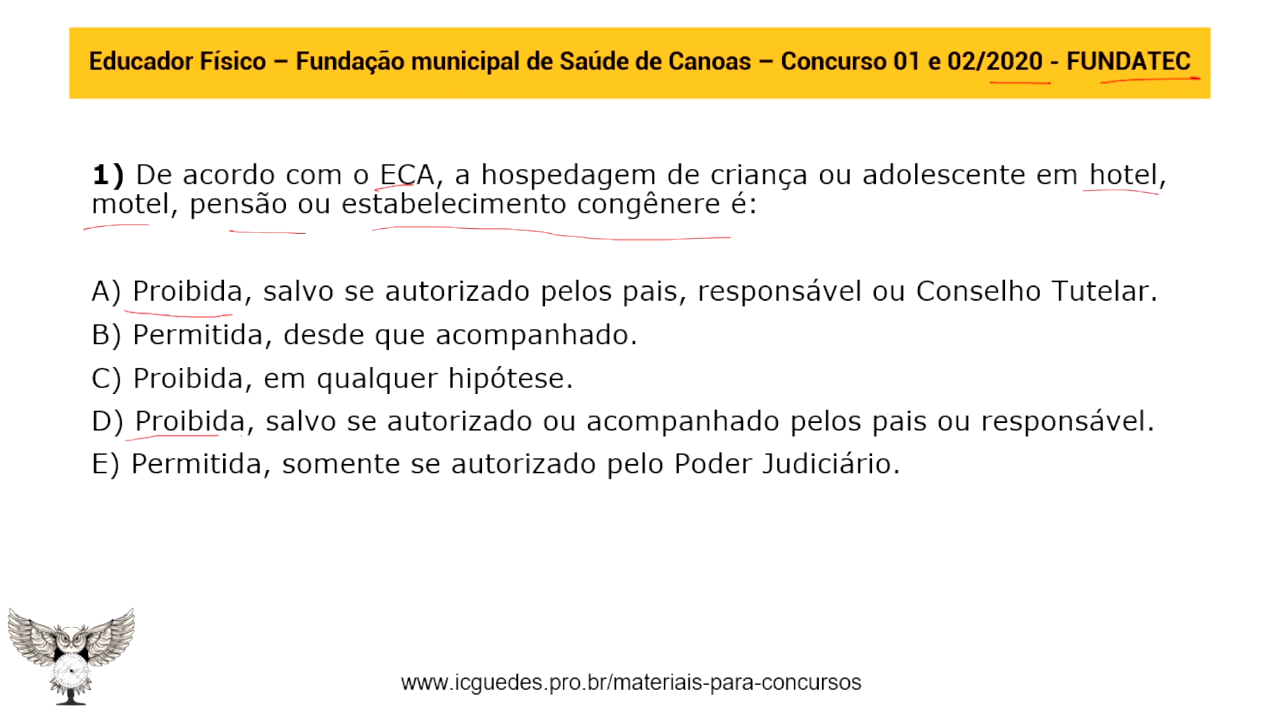 Educador Físico – Fundação municipal de Saúde de Canoas – Concurso 01 e 02/2020 - FUNDATEC
1) De acordo com o ECA, a hospedagem de criança ou adolescente em hotel,
motel, pensão ou estabelecimento congênere é:
A) Proibida, salvo se autorizado pelos pais, responsável ou Conselho Tutelar.
B) Permitida, desde que acompanhado.
C) Proibida, em qualquer hipótese.
D) Proibida, salvo se autorizado ou acompanhado pelos pais ou responsável.
E) Permitida, somente se autorizado pelo Poder Judiciário.
www.icguedes.pro.br/materiais-para-concursos